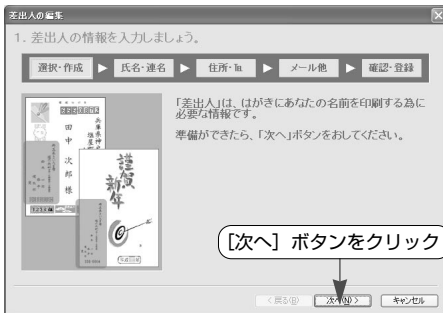 差出人の編集
1. 差出人の情報を入力しましょう。
選択・作成 ▶ 氏名・連名 ▶ 住所・℡ ▶ メール他 ▶ 確認・登録
「差出人」は、はがきにあなたの名前を印刷する為に
必要な情報です。
準備ができたら、「次へ」ボタンをおしてください。
田中次郎様
謹賀
新年
[次へ] ボタンをクリック
<戻る(B) 次へ(N)> キャンセル